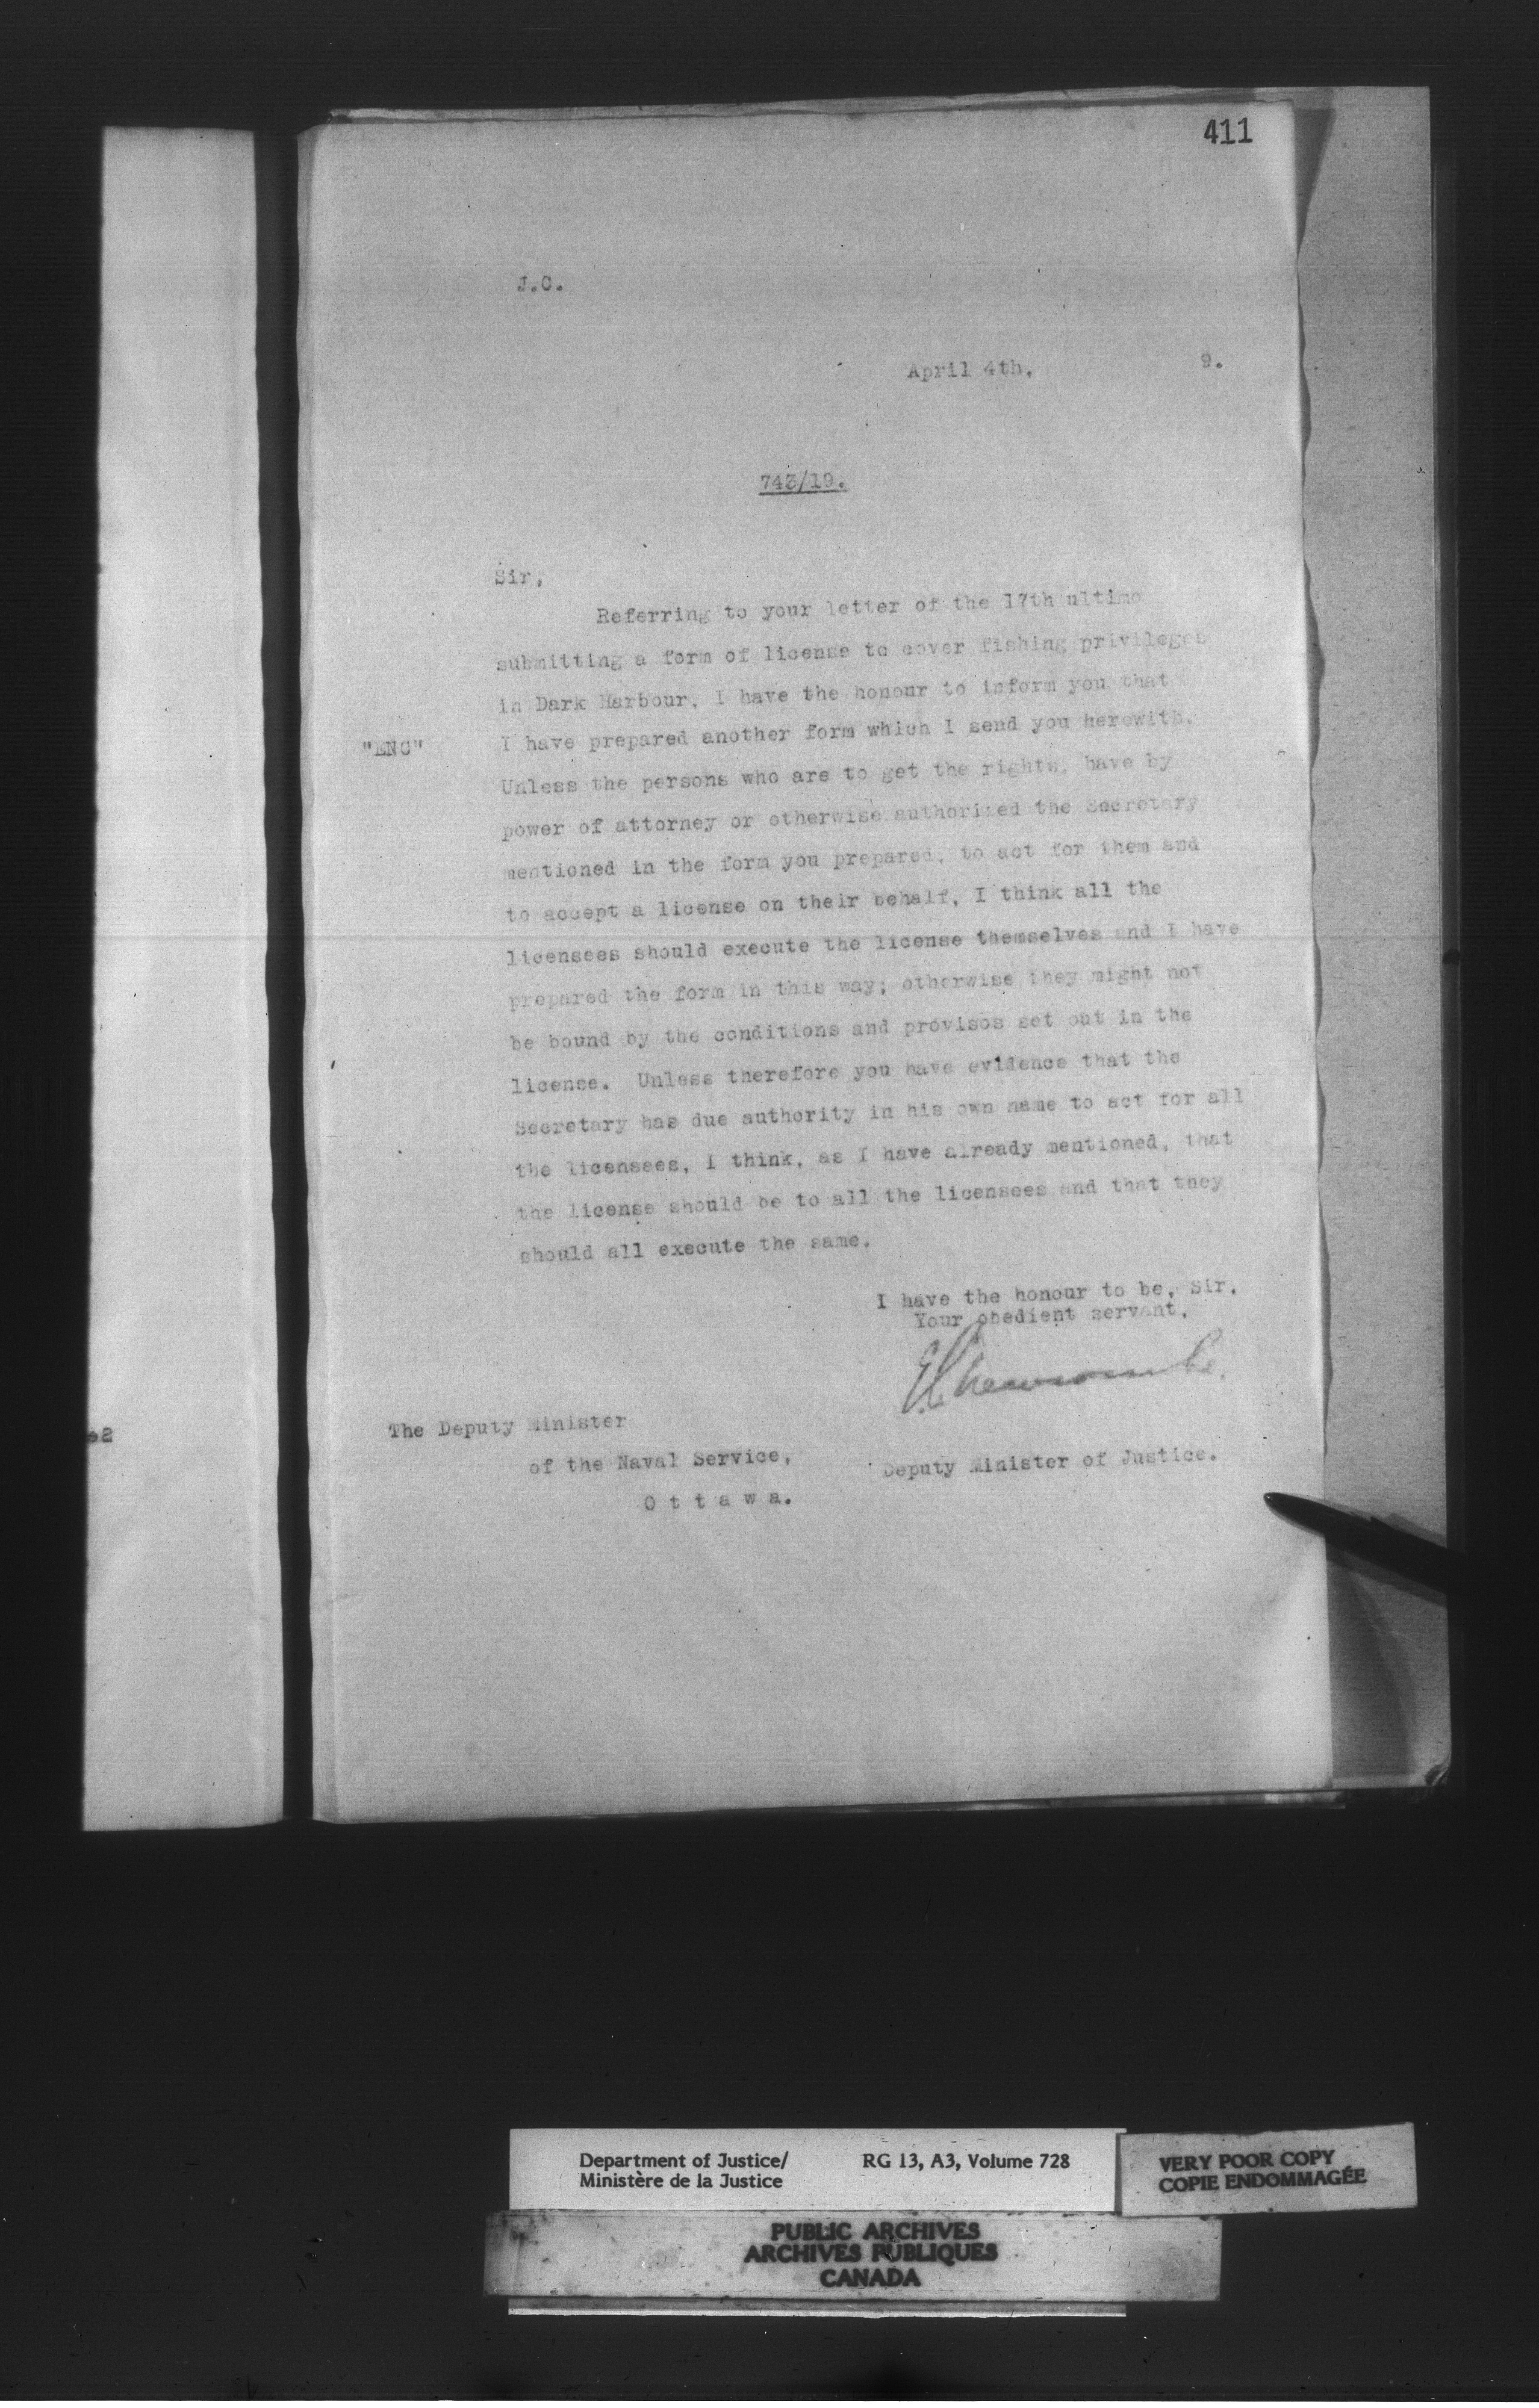 411
J.C.
April 4th, 9.
743/19.
Sir,
Referring to your letter of the 17th ultimo
submitting a form of license to cover fishing privileges
in Dark Harbour, I have the honour to inform you that
"ENC" I have prepared another form which I send you herewith.
Unless the persons who are to get the rights, have by
power of attorney or otherwise authorized the Secretary
mentioned in the form you prepared, to act for them and
to accept a license on their behalf, I think all the
licensees should execute the license themselves and I have
prepared the form in this way; otherwise they might not
be bound by the conditions and provisos set out in the
license. Unless therefore you have evidence that the
Secretary has due authority in his own name to act for all
the licensees, I think, as I have already mentioned, that
the license should be to all the licensees and that they
should all execute the same.
I have the honour to be, Sir,
Your obedient servant,
E.L. Newcombe.
The Deputy Minister
of the Naval Service,
Ottawa.
Deputy Minister of Justice.
Department of Justice/
Ministère de la Justice
RG 13, A3, Volume 728
VERY POOR COPY
COPIE ENDOMMAGÉE
PUBLIC ARCHIVES
ARCHIVES PUBLIQUES
CANADA